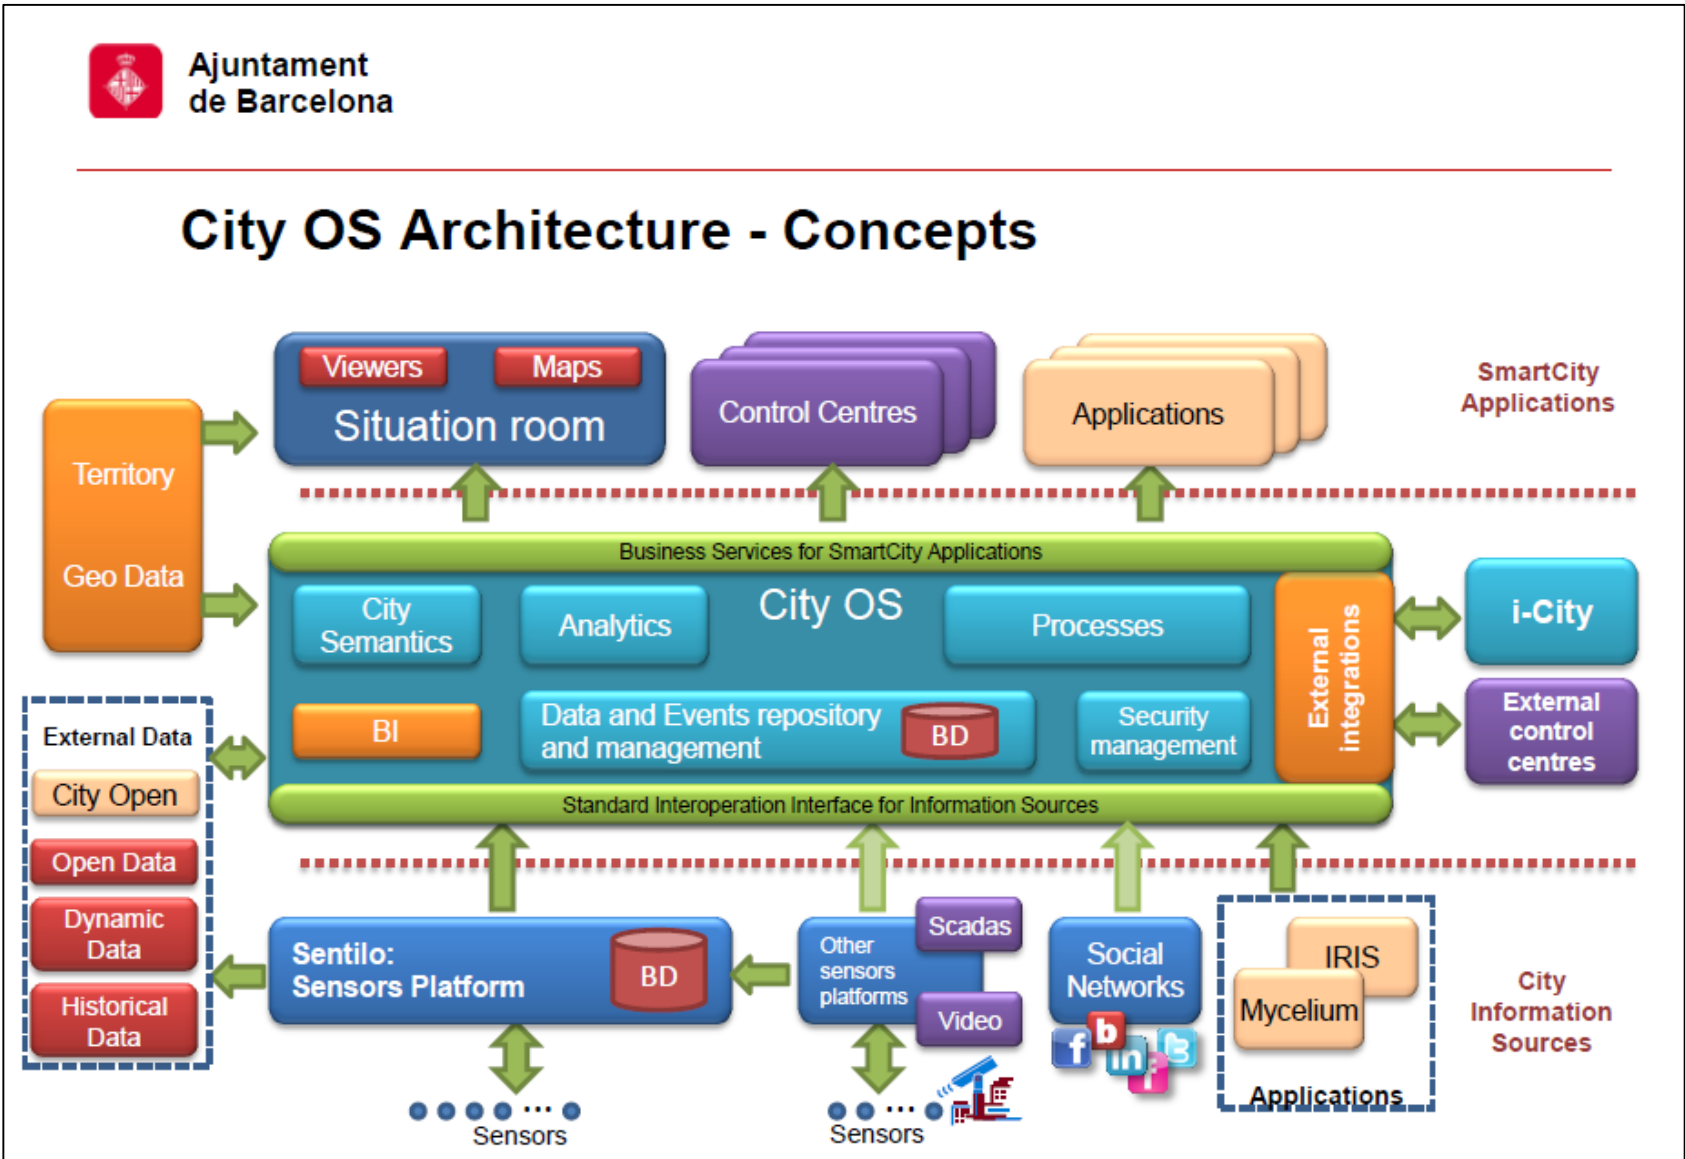 Ajuntament
de Barcelona
City OS Architecture - Concepts
Viewers
Maps
Situation room
Control Centres
Applications
SmartCity
Applications
Territory
Geo Data
Business Services for SmartCity Applications
City
Semantics
Analytics
City OS
Processes
BI
Data and Events repository
and management
BD
Security
management
External
integrations
i-City
External
control
centres
Standard Interoperation Interface for Information Sources
External Data
City Open
Open Data
Dynamic
Data
Historical
Data
Sentilo:
Sensors Platform
BD
Other
sensors
platforms
Scadas
Video
Social
Networks
f
b
in
f
t
IRIS
Mycelium
Applications
City
Information
Sources
...
Sensors
...
Sensors